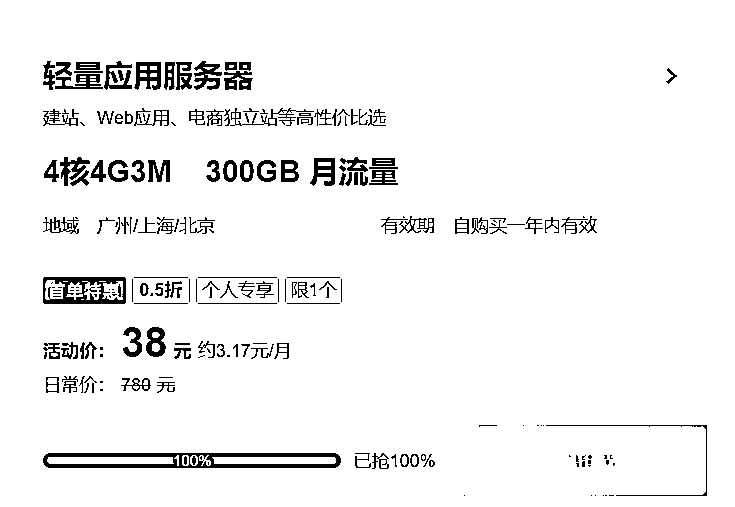 轻量应用服务器
建站、Web应用、电商独立站等高性价比选
4核4G3M 300GB 月流量
地域 广州/上海/北京 有效期 自购买一年内有效
首单特惠 0.5折 个人专享 限1个
活动价: 38 元 约3.17元/月
日常价: 780 元
100% 已抢100%